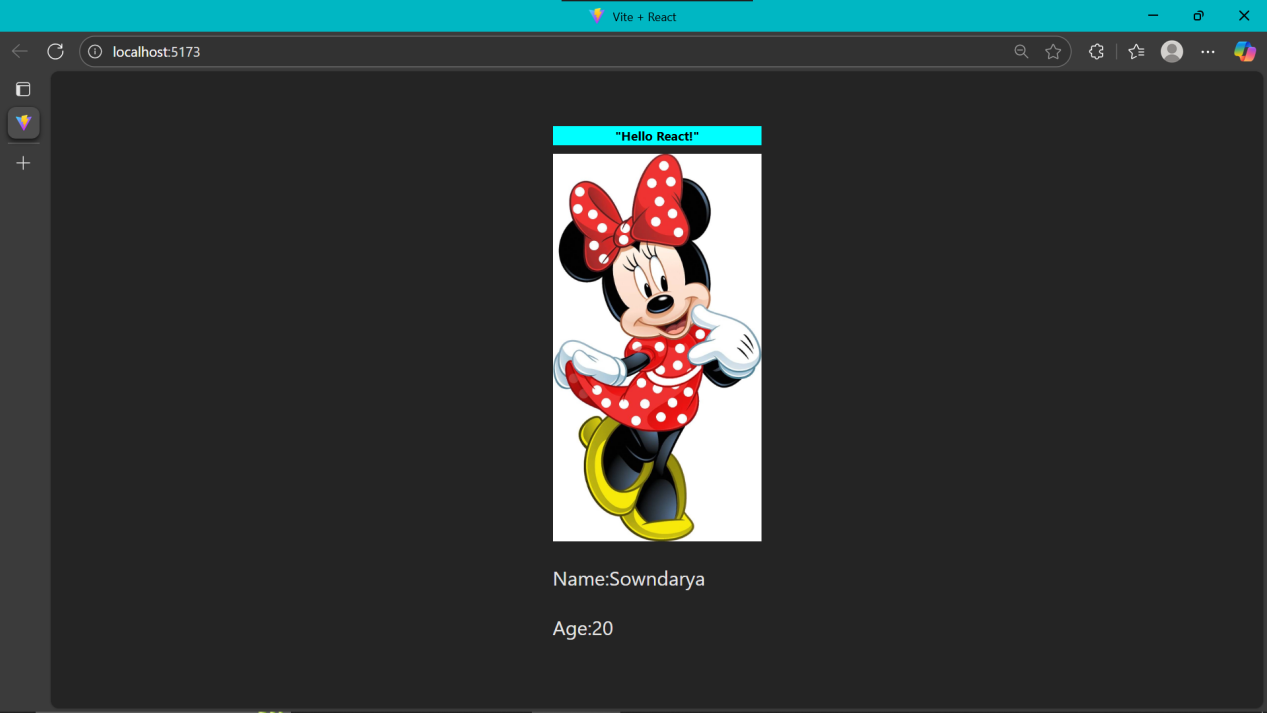 Vite + React
localhost:5173
"Hello React!"
Name:Sowndarya
Age:20